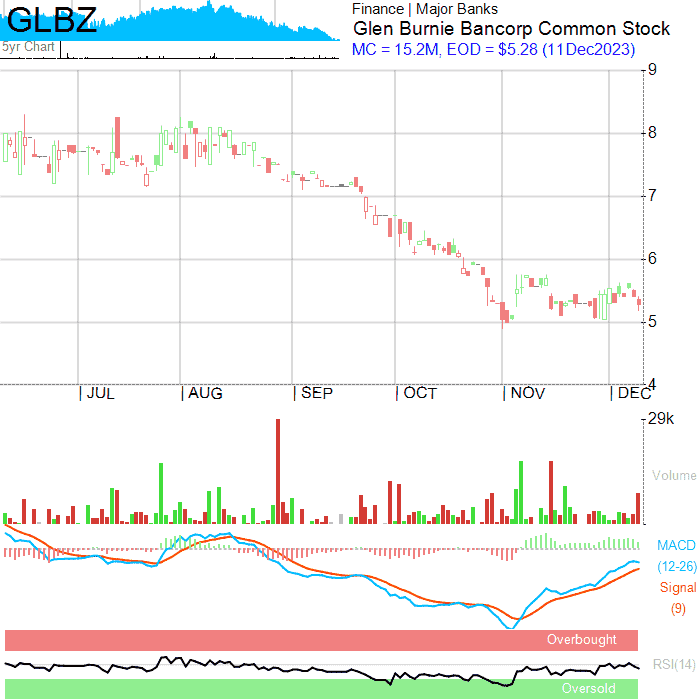 GLBZ
5yr Chart
Finance | Major Banks
Glen Burnie Bancorp Common Stock
MC = 15.2M, EOD = $5.28 (11Dec2023)
9
8
7
6
5
4
| JUL | AUG | SEP | OCT | NOV | DEC
29k
Volume
MACD
(12-26)
Signal
(9)
Overbought
RSI(14)
Oversold